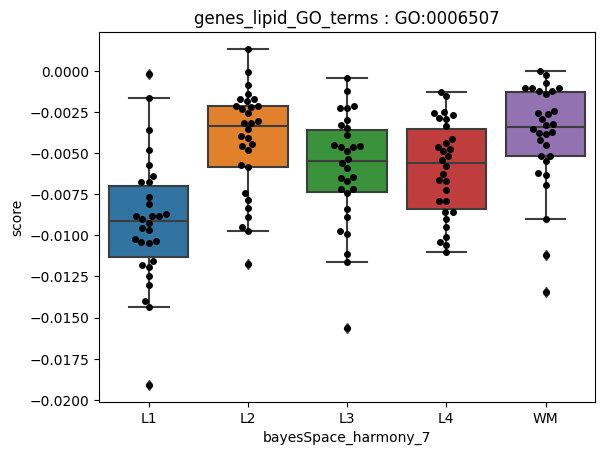 genes_lipid_GO_terms : GO:0006507
score
0.0000
−0.0025
−0.0050
−0.0075
−0.0100
−0.0125
−0.0150
−0.0175
−0.0200
L1 L2 L3 L4 WM
bayesSpace_harmony_7